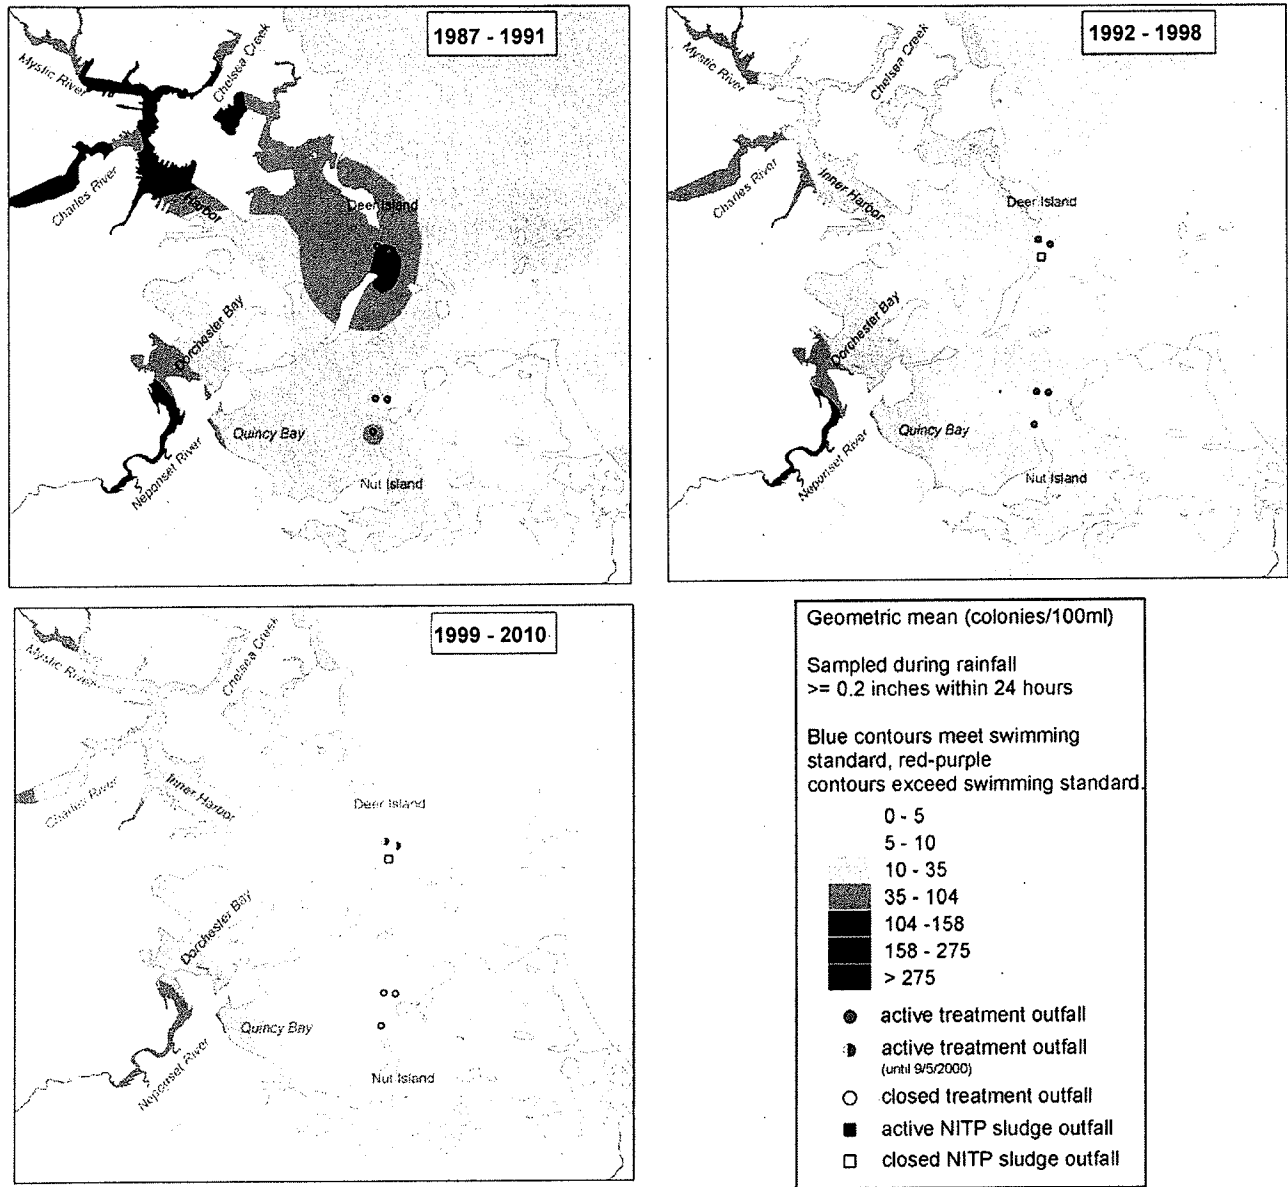 1987 - 1991
Mystic River
Chelsea Creek
Charles River
Harbor
Deer Island
Dorchester Bay
Quincy Bay
Neponset River
Nut Island
1992 - 1998
Mystic River
Chelsea Creek
Charles River
Inner Harbor
Deer Island
Dorchester Bay
Quincy Bay
Neponset River
Nut Island
1999 - 2010
Mystic River
Chelsea Creek
Charles River
Inner Harbor
Deer Island
Dorchester Bay
Quincy Bay
Neponset River
Nut Island
Geometric mean (colonies/100ml)
Sampled during rainfall
>= 0.2 inches within 24 hours
Blue contours meet swimming
standard, red-purple
contours exceed swimming standard.
0 - 5
5 - 10
10 - 35
35 - 104
104 -158
158 - 275
> 275
active treatment outfall
active treatment outfall
(until 9/5/2000)
closed treatment outfall
active NITP sludge outfall
closed NITP sludge outfall